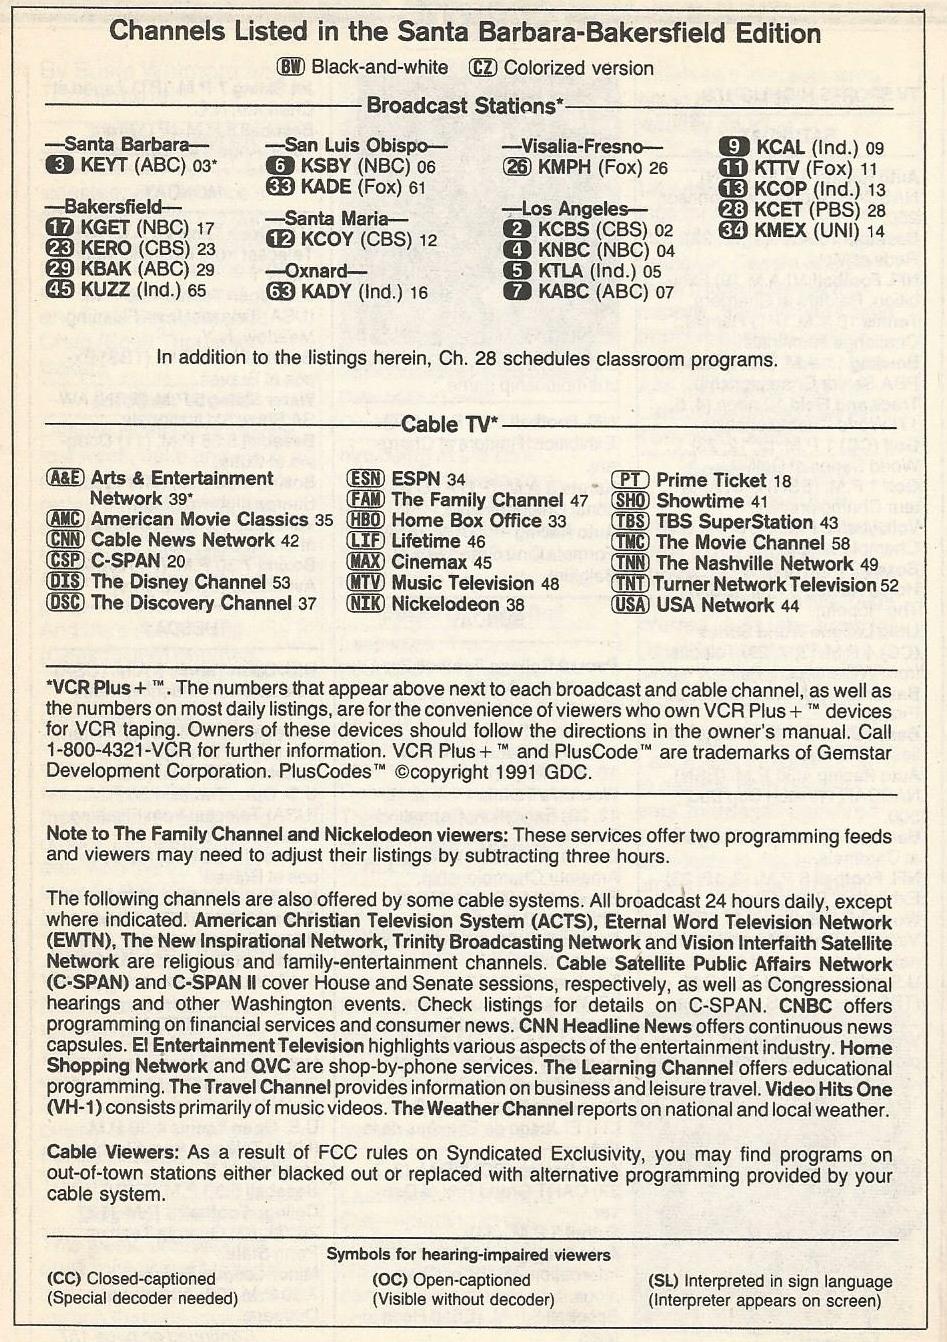 Channels Listed in the Santa Barbara-Bakersfield Edition
BW Black-and-white CZ Colorized version
Broadcast Stations*
—Santa Barbara—
3 KEYT (ABC) 03*
—Bakersfield—
17 KGET (NBC) 17
23 KERO (CBS) 23
29 KBAK (ABC) 29
45 KUZZ (Ind.) 65
—San Luis Obispo—
6 KSBY (NBC) 06
33 KADE (Fox) 61
—Santa Maria—
12 KCOY (CBS) 12
—Oxnard—
63 KADY (Ind.) 16
—Visalia-Fresno—
26 KMPH (Fox) 26
—Los Angeles—
2 KCBS (CBS) 02
4 KNBC (NBC) 04
5 KTLA (Ind.) 05
7 KABC (ABC) 07
9 KCAL (Ind.) 09
11 KTTV (Fox) 11
13 KCOP (Ind.) 13
28 KCET (PBS) 28
34 KMEX (UNI) 14
In addition to the listings herein, Ch. 28 schedules classroom programs.
Cable TV*
A&E Arts & Entertainment
Network 39*
AMC American Movie Classics 35
CNN Cable News Network 42
CSP C-SPAN 20
DIS The Disney Channel 53
DSC The Discovery Channel 37
ESN ESPN 34
FAM The Family Channel 47
HBO Home Box Office 33
LIF Lifetime 46
MAX Cinemax 45
MTV Music Television 48
NIK Nickelodeon 38
PT Prime Ticket 18
SHO Showtime 41
TBS TBS SuperStation 43
TMC The Movie Channel 58
TNN The Nashville Network 49
TNT Turner Network Television 52
USA USA Network 44
*VCR Plus+™. The numbers that appear above next to each broadcast and cable channel, as well as
the numbers on most daily listings, are for the convenience of viewers who own VCR Plus+™ devices
for VCR taping. Owners of these devices should follow the directions in the owner's manual. Call
1-800-4321-VCR for further information. VCR Plus+™ and PlusCode™ are trademarks of Gemstar
Development Corporation. PlusCodes™ ©copyright 1991 GDC.
Note to The Family Channel and Nickelodeon viewers: These services offer two programming feeds
and viewers may need to adjust their listings by subtracting three hours.
The following channels are also offered by some cable systems. All broadcast 24 hours daily, except
where indicated. American Christian Television System (ACTS), Eternal Word Television Network
(EWTN), The New Inspirational Network, Trinity Broadcasting Network and Vision Interfaith Satellite
Network are religious and family-entertainment channels. Cable Satellite Public Affairs Network
(C-SPAN) and C-SPAN II cover House and Senate sessions, respectively, as well as Congressional
hearings and other Washington events. Check listings for details on C-SPAN. CNBC offers
programming on financial services and consumer news. CNN Headline News offers continuous news
capsules. E! Entertainment Television highlights various aspects of the entertainment industry. Home
Shopping Network and QVC are shop-by-phone services. The Learning Channel offers educational
programming. The Travel Channel provides information on business and leisure travel. Video Hits One
(VH-1) consists primarily of music videos. The Weather Channel reports on national and local weather.
Cable Viewers: As a result of FCC rules on Syndicated Exclusivity, you may find programs on
out-of-town stations either blacked out or replaced with alternative programming provided by your
cable system.
Symbols for hearing-impaired viewers
(CC) Closed-captioned
(Special decoder needed)
(OC) Open-captioned
(Visible without decoder)
(SL) Interpreted in sign language
(Interpreter appears on screen)